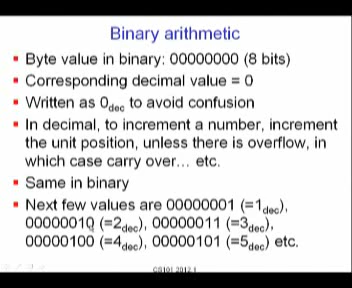 Binary arithmetic
Byte value in binary: 00000000 (8 bits)
Corresponding decimal value = 0
Written as 0dec to avoid confusion
In decimal, to increment a number, increment
the unit position, unless there is overflow, in
which case carry over... etc.
Same in binary
Next few values are 00000001 (=1dec),
00000010 (=2dec), 00000011 (=3dec),
00000100 (=4dec), 00000101 (=5dec) etc.
CS101 2012.1